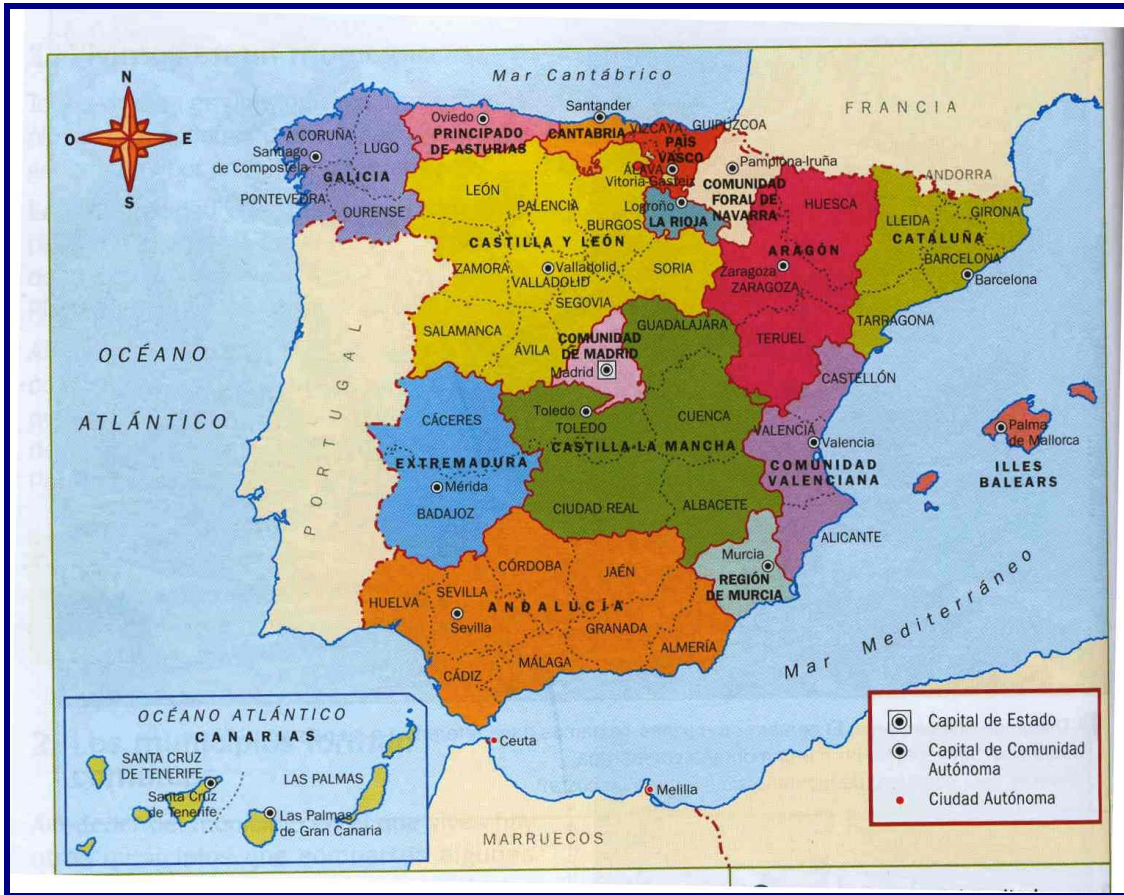 Mar Cantábrico
FRANCIA
ANDORRA
N
O
E
S
A CORUÑA
LUGO
Santiago
de Compostela
GALICIA
PONTEVEDRA
OURENSE
Oviedo
PRINCIPADO
DE ASTURIAS
Santander
CANTABRIA
VIZCAYA
GUIPÚZCOA
PAÍS
VASCO
ÁLAVA
Vitoria-Gasteiz
Pamplona-Iruña
COMUNIDAD
FORAL DE
NAVARRA
Logroño
LA RIOJA
LEÓN
PALENCIA
BURGOS
CASTILLA Y LEÓN
ZAMORA
Valladolid
VALLADOLID
SORIA
SEGOVIA
SALAMANCA
ÁVILA
HUESCA
ARAGÓN
Zaragoza
ZARAGOZA
TERUEL
LLEIDA
GIRONA
CATALUÑA
BARCELONA
Barcelona
TARRAGONA
COMUNIDAD
DE MADRID
Madrid
GUADALAJARA
Toledo
TOLEDO
CUENCA
CASTILLA-LA MANCHA
CIUDAD REAL
ALBACETE
CÁCERES
EXTREMADURA
Mérida
BADAJOZ
CASTELLÓN
VALENCIA
Valencia
COMUNIDAD
VALENCIANA
ALICANTE
Palma
de Mallorca
ILLES
BALEARS
Murcia
REGIÓN
DE MURCIA
CÓRDOBA
JAÉN
HUELVA
SEVILLA
Sevilla
ANDALUCÍA
GRANADA
ALMERÍA
MÁLAGA
CÁDIZ
OCÉANO
ATLÁNTICO
PORTUGAL
Mar Mediterráneo
Ceuta
Melilla
MARRUECOS
OCÉANO ATLÁNTICO
CANARIAS
SANTA CRUZ
DE TENERIFE
Santa Cruz
de Tenerife
LAS PALMAS
Las Palmas
de Gran Canaria
Capital de Estado
Capital de Comunidad
Autónoma
Ciudad Autónoma